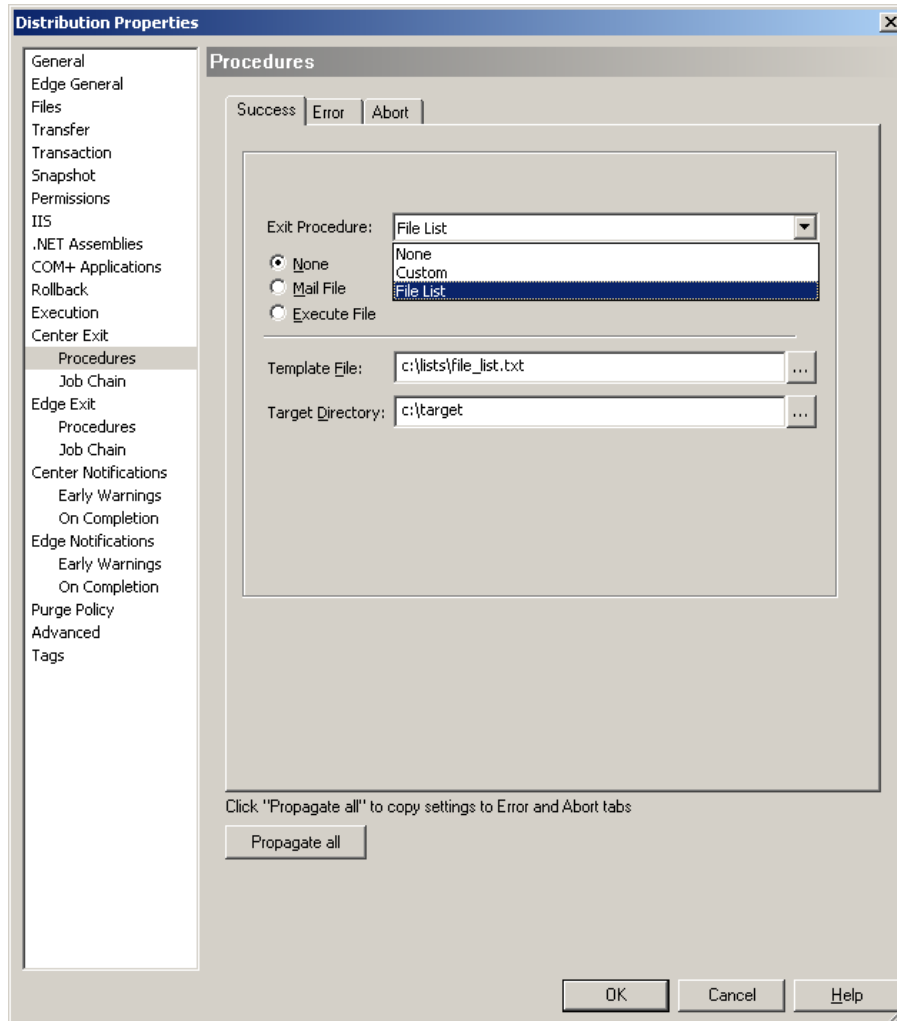 Distribution Properties
General
Edge General
Files
Transfer
Transaction
Snapshot
Permissions
IIS
.NET Assemblies
COM+ Applications
Rollback
Execution
Center Exit
Procedures
Job Chain
Edge Exit
Procedures
Job Chain
Center Notifications
Early Warnings
On Completion
Edge Notifications
Early Warnings
On Completion
Purge Policy
Advanced
Tags
Procedures
Success Error Abort
Exit Procedure: File List
None
Custom
File List
None
Mail File
Execute File
Template File: c:\lists\file_list.txt ...
Target Directory: c:\target ...
Click "Propagate all" to copy settings to Error and Abort tabs
Propagate all
OK Cancel Help